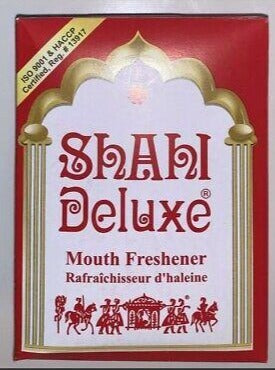 ISO 9001 & HACCP
Certified, Reg. # 13917
SHAHI
Deluxe®
Mouth Freshener
Rafraîchisseur d'haleine